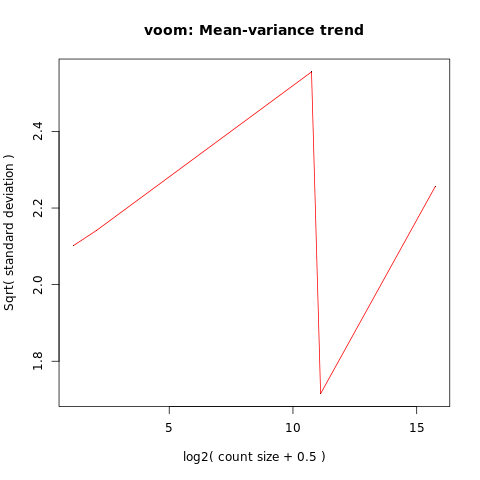 voom: Mean-variance trend
Sqrt( standard deviation )
2.4
2.2
2.0
1.8
5 10 15
log2( count size + 0.5 )